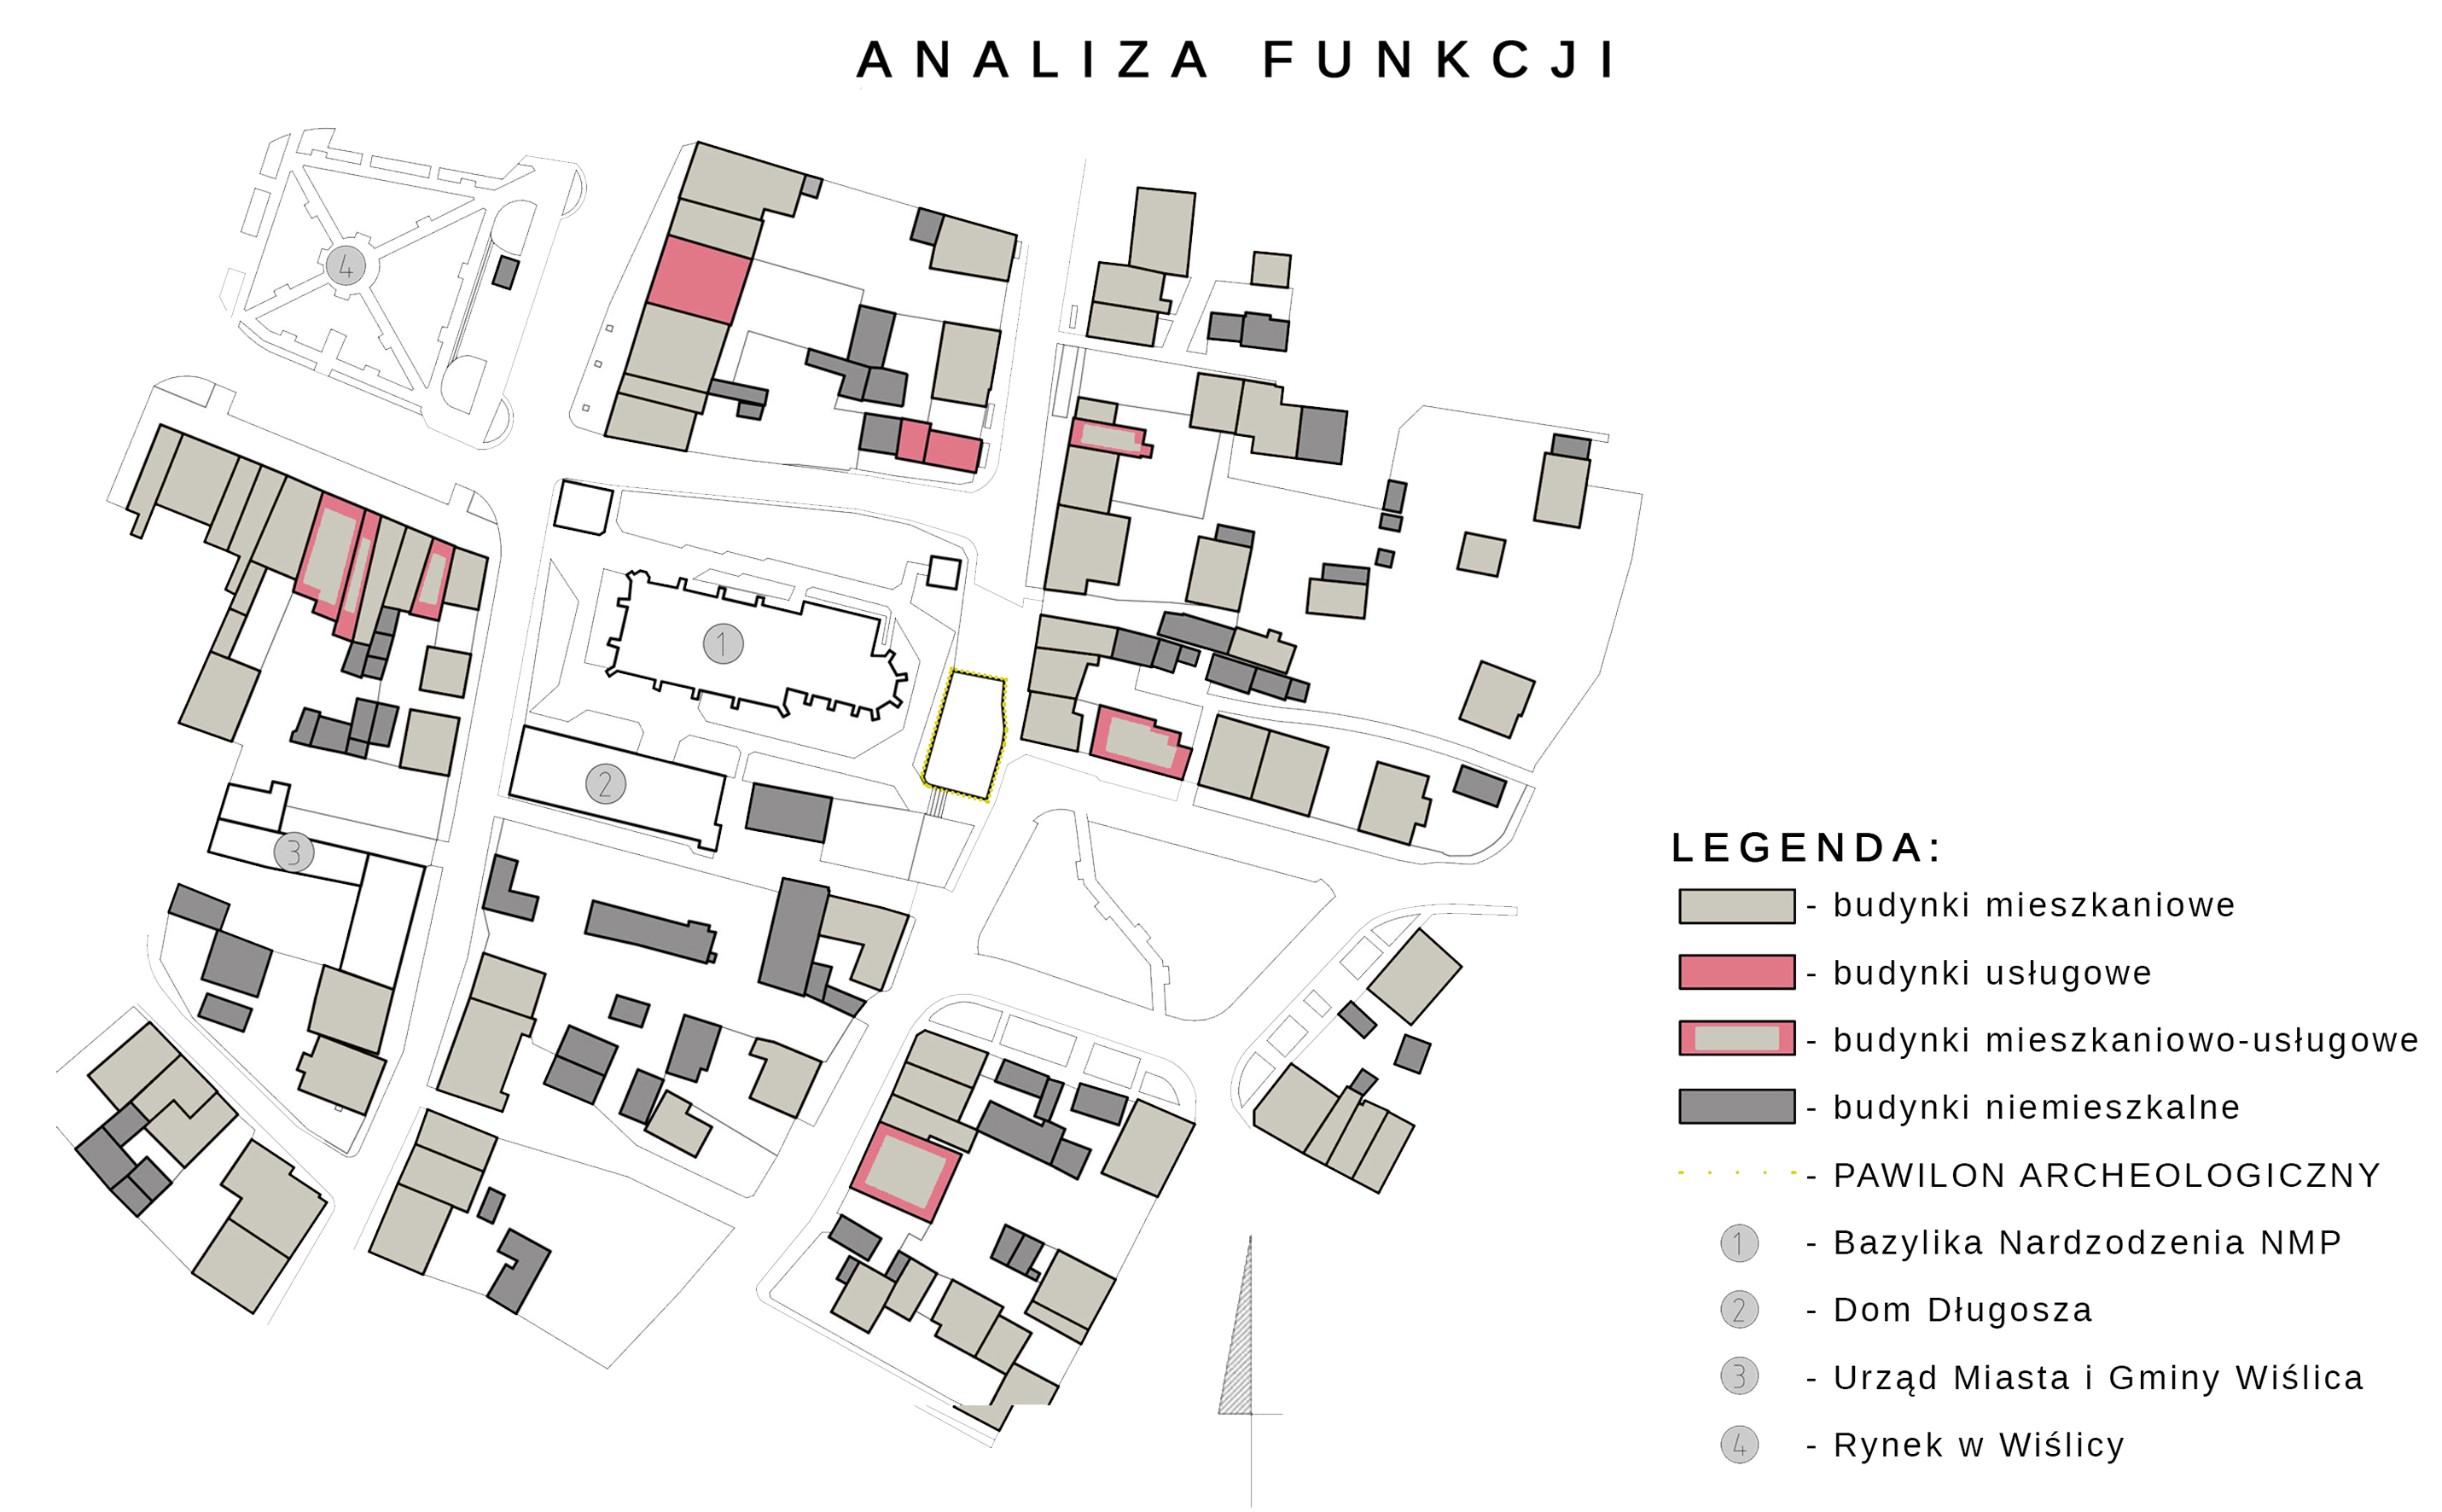 ANALIZA FUNKCJI
4
1
2
3
LEGENDA:
- budynki mieszkaniowe
- budynki usługowe
- budynki mieszkaniowo-usługowe
- budynki niemieszkalne
- PAWILON ARCHEOLOGICZNY
1 - Bazylika Nardzodzenia NMP
2 - Dom Długosza
3 - Urząd Miasta i Gminy Wiślica
4 - Rynek w Wiślicy